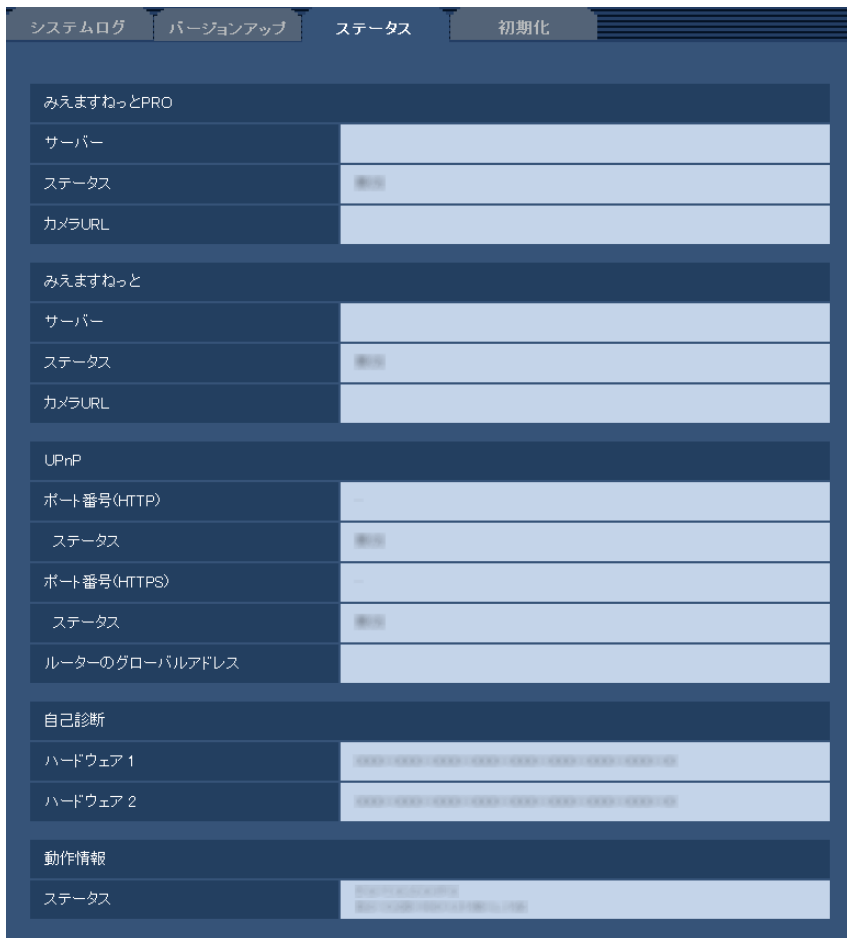 システムログ
バージョンアップ
ステータス
初期化
みえますねっとPRO
サーバー
ステータス
カメラURL
みえますねっと
サーバー
ステータス
カメラURL
UPnP
ポート番号(HTTP)
ステータス
ポート番号(HTTPS)
ステータス
ルーターのグローバルアドレス
自己診断
ハードウェア 1
ハードウェア 2
動作情報
ステータス